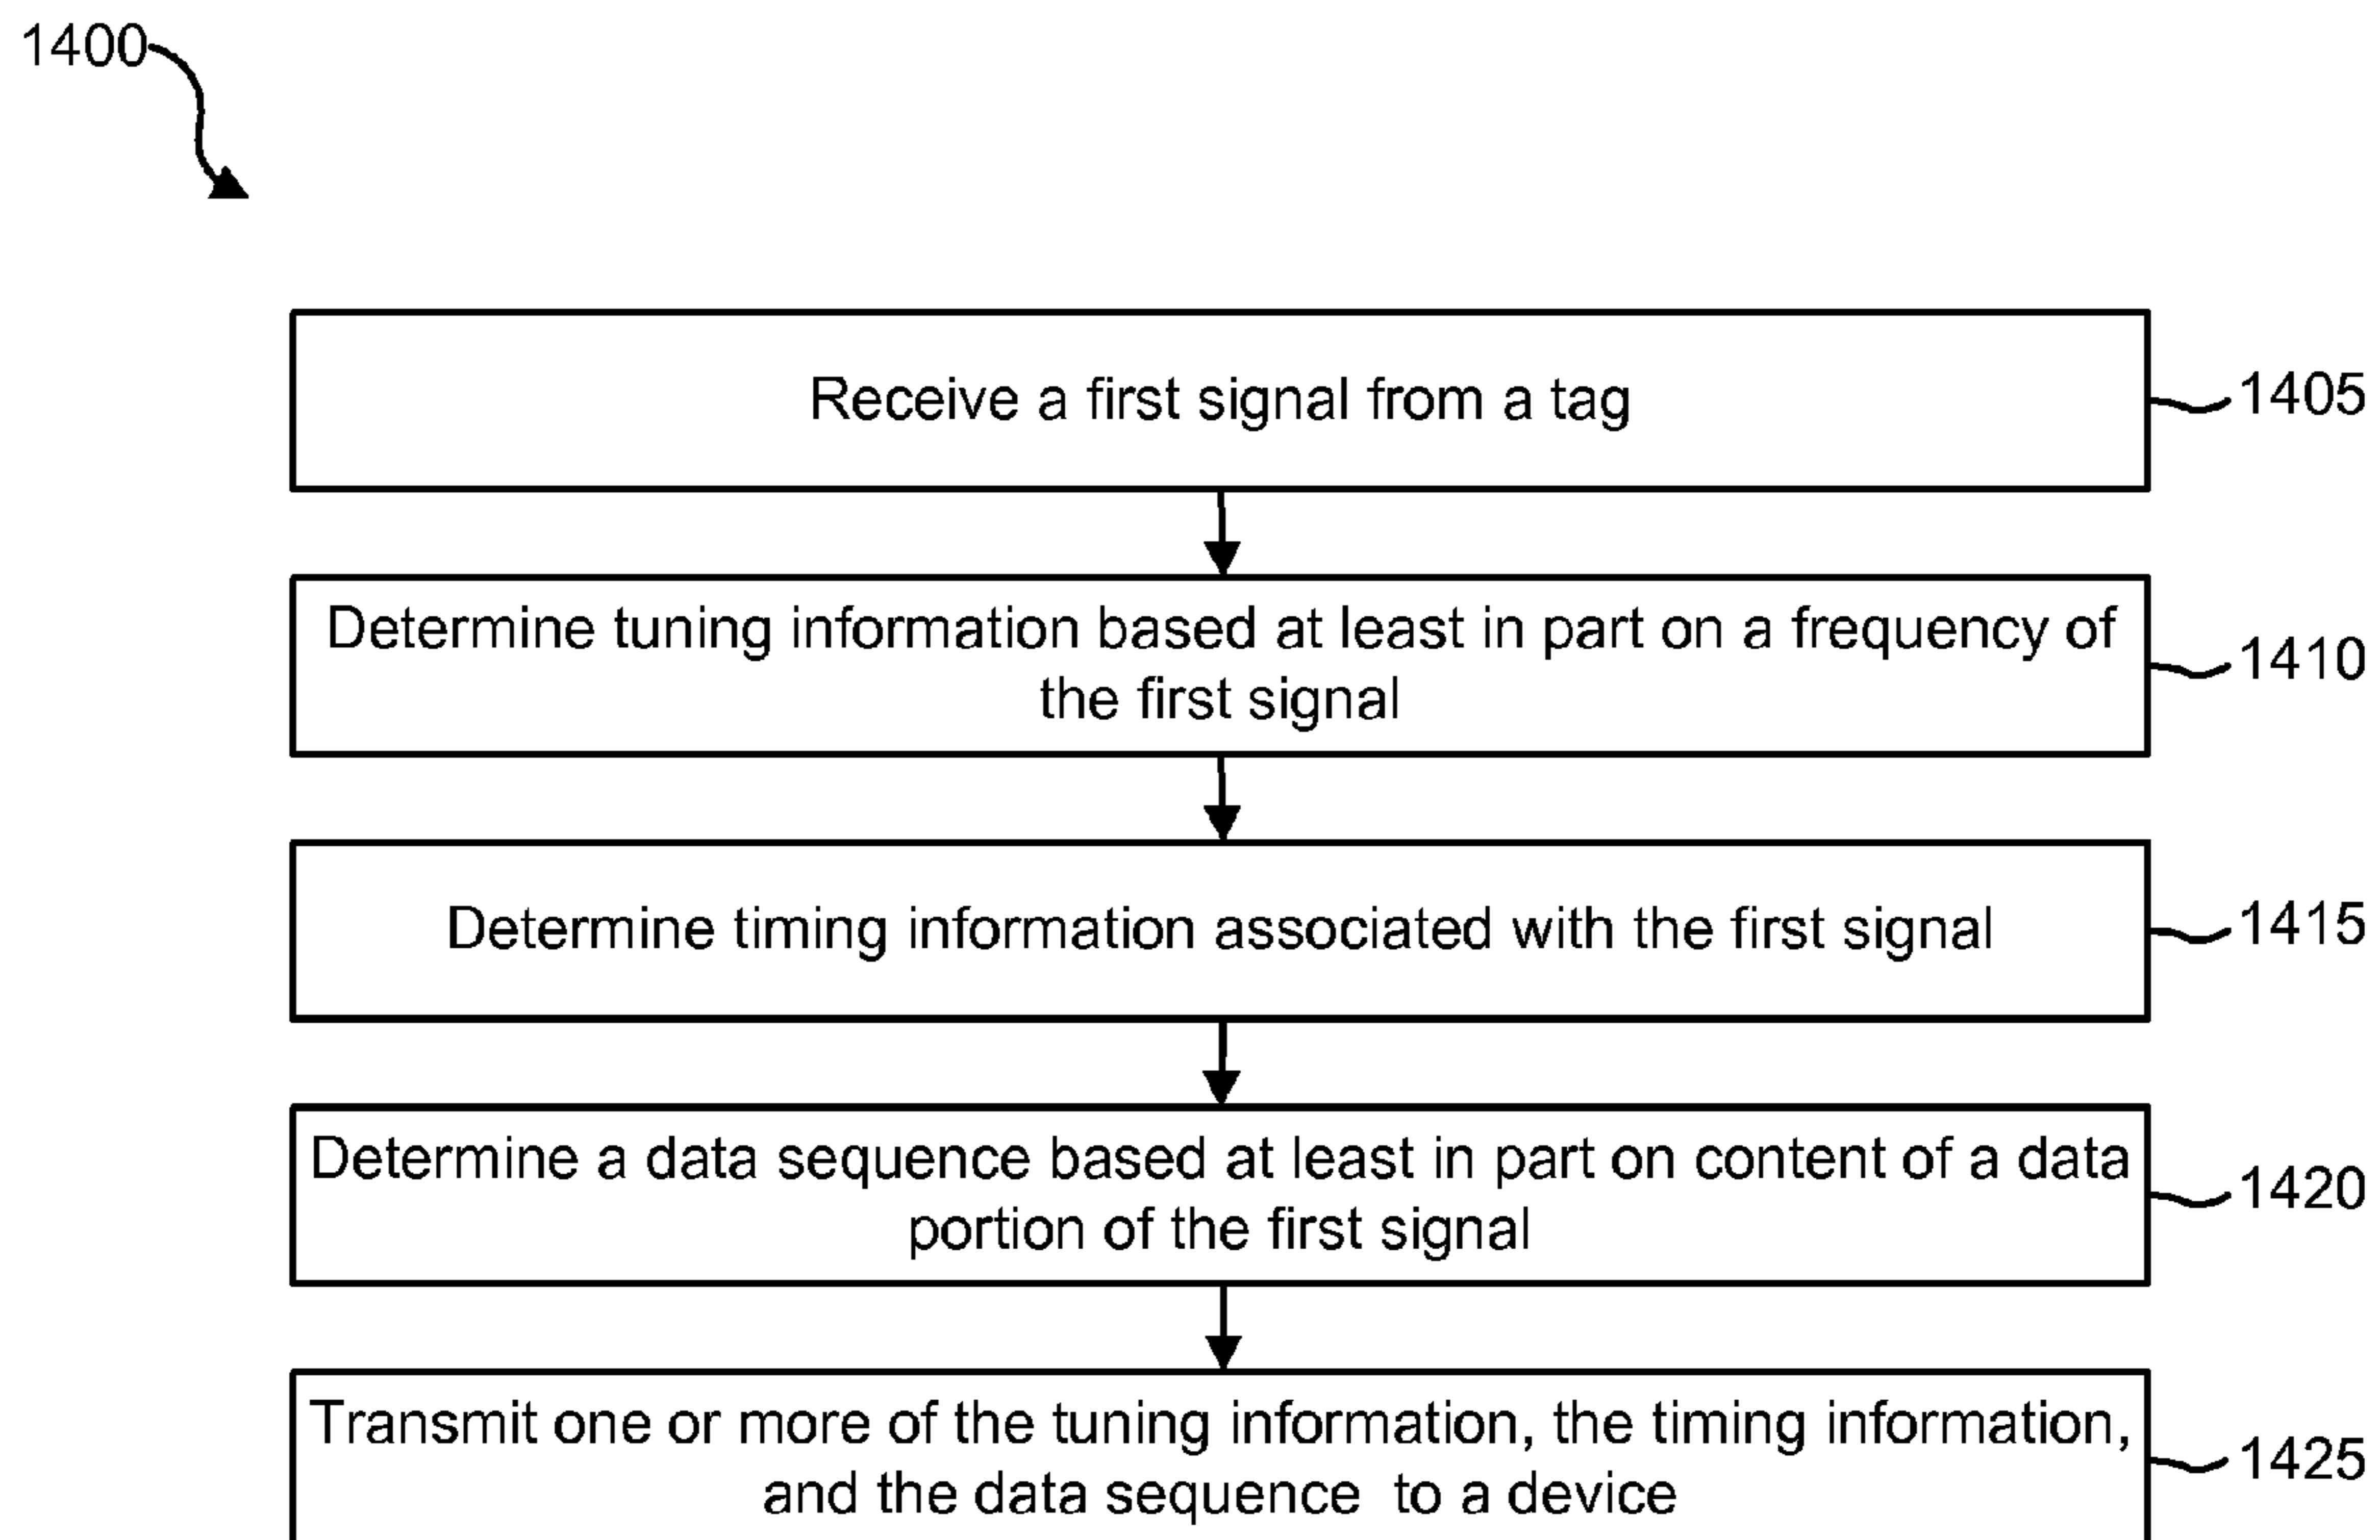 1400
Receive a first signal from a tag
1405
Determine tuning information based at least in part on a frequency of
the first signal
1410
Determine timing information associated with the first signal
1415
Determine a data sequence based at least in part on content of a data
portion of the first signal
1420
Transmit one or more of the tuning information, the timing information,
and the data sequence to a device
1425